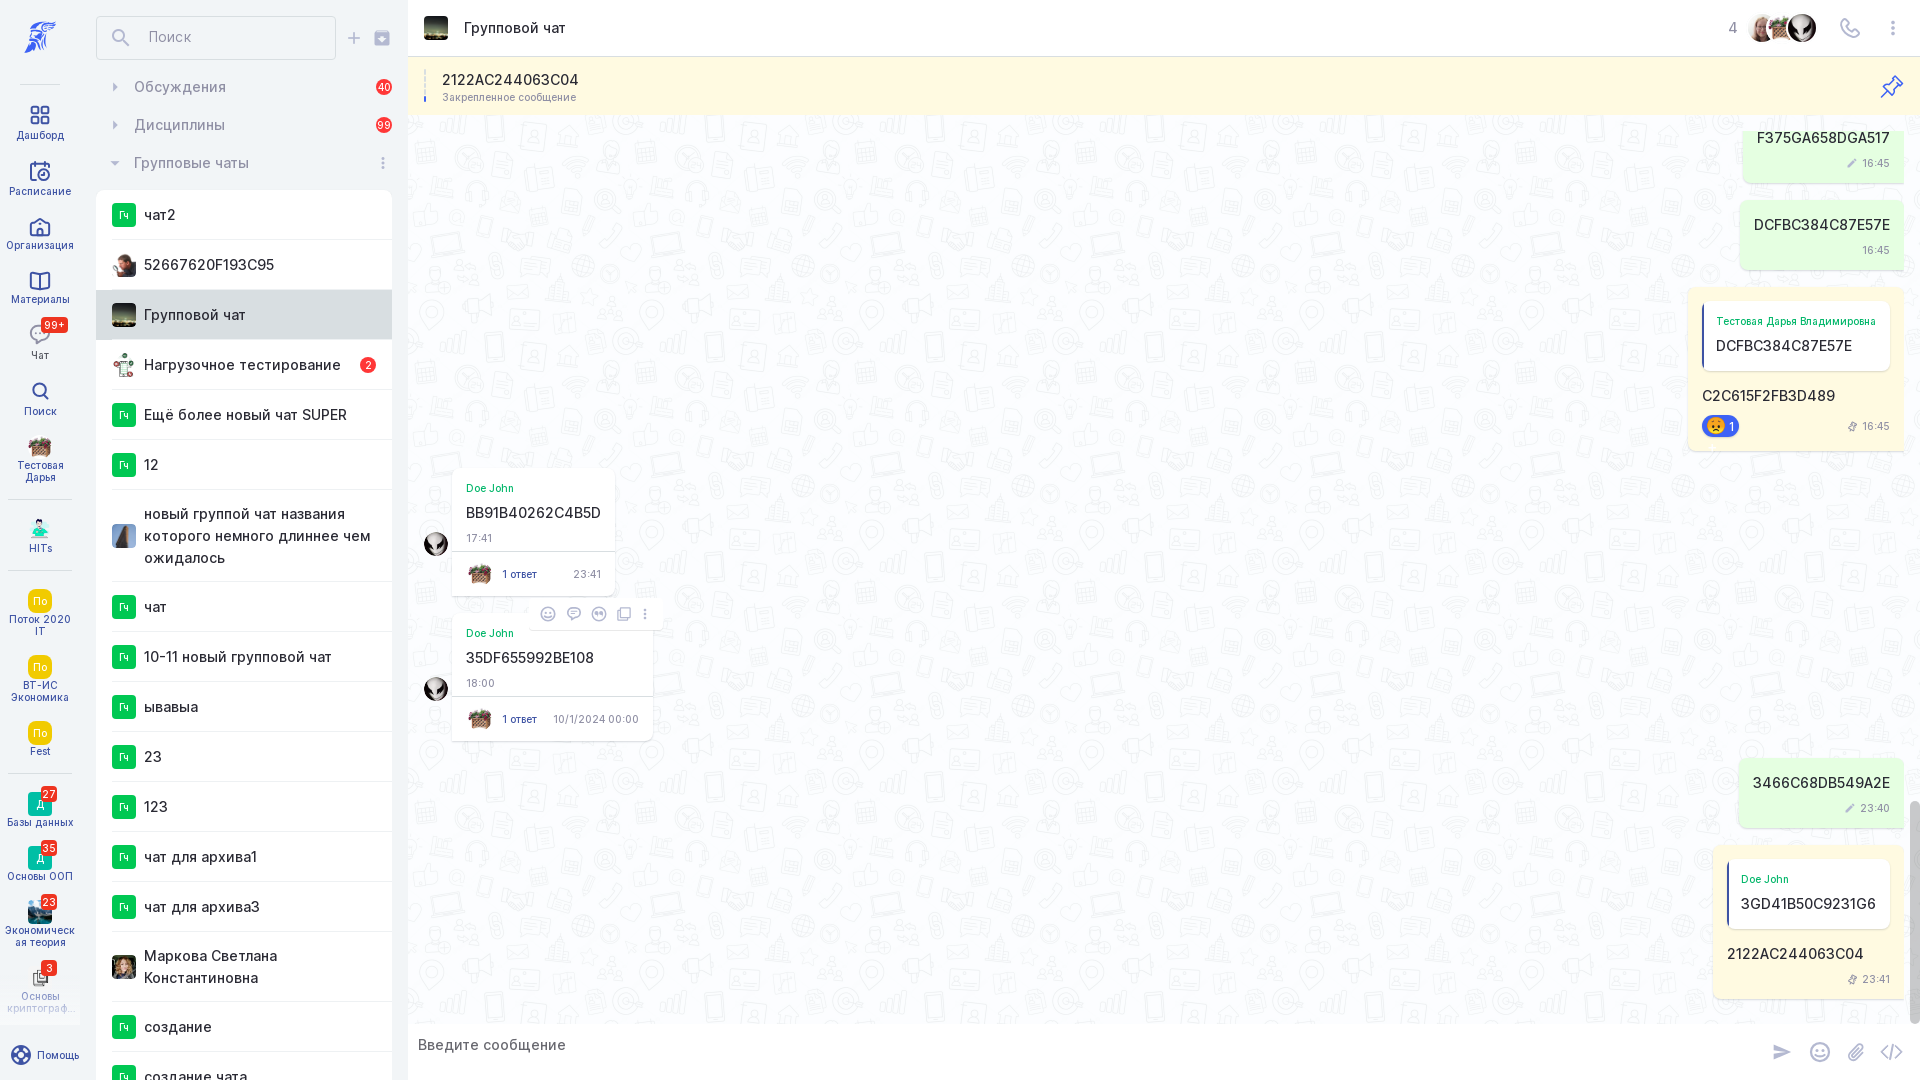 Дашборд
Расписание
Организация
Материалы
99+
Чат
Поиск
Тестовая
Дарья
HITs
По
Поток 2020
IT
По
ВТ-ИС
Экономика
По
Fest
27
Д
Базы данных
35
Д
Основы ООП
23
Экономическ
ая теория
3
Основы
криптограф...
Помощь
Поиск
Обсуждения
40
Дисциплины
99
Групповые чаты
Гч чат2
52667620F193C95
Групповой чат
Нагрузочное тестирование 2
Гч Ещё более новый чат SUPER
Гч 12
новый группой чат названия
которого немного длиннее чем
ожидалось
Гч чат
Гч 10-11 новый групповой чат
Гч ывавыа
Гч 23
Гч 123
Гч чат для архива1
Гч чат для архива3
Маркова Светлана
Константиновна
Гч создание
Гч создание чата
Групповой чат
4
2122AC244063C04
Закрепленное сообщение
F375GA658DGA517
16:45
DCFBC384C87E57E
16:45
Тестовая Дарья Владимировна
DCFBC384C87E57E
C2C615F2FB3D489
1 16:45
Doe John
BB91B40262C4B5D
17:41
1 ответ 23:41
Doe John
35DF655992BE108
18:00
1 ответ 10/1/2024 00:00
3466C68DB549A2E
23:40
Doe John
3GD41B50C9231G6
2122AC244063C04
23:41
Введите сообщение